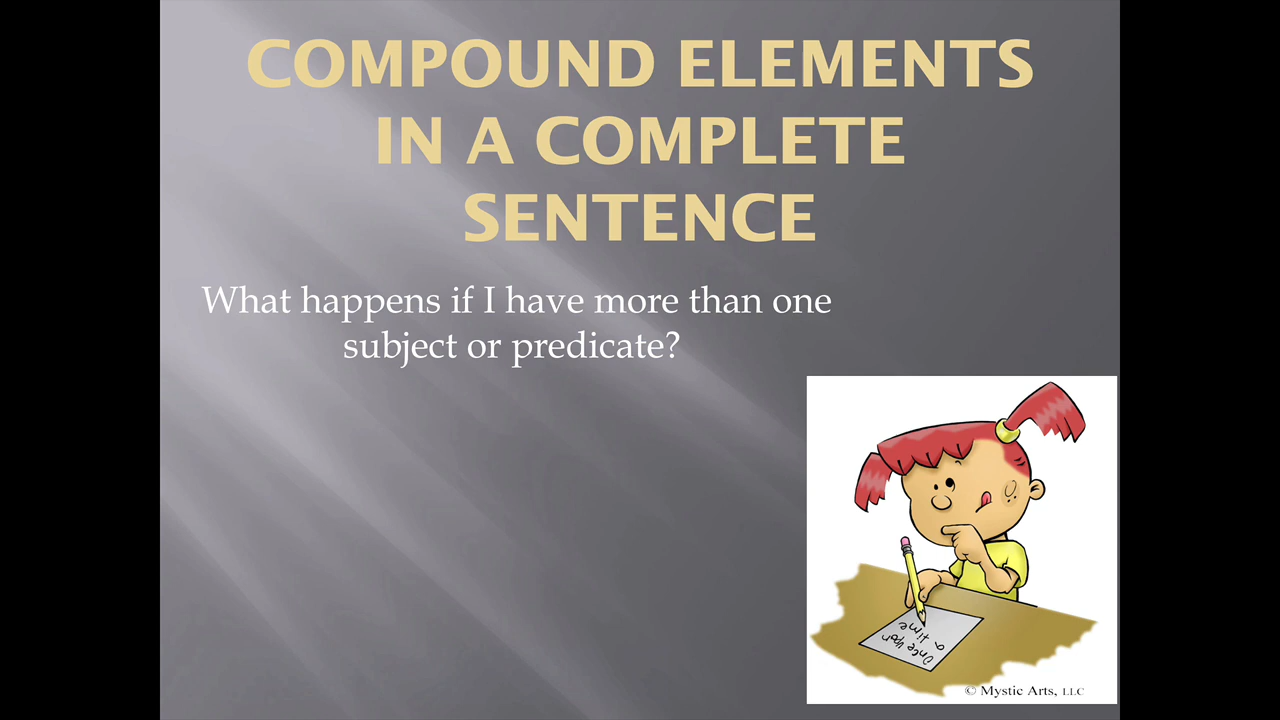 COMPOUND ELEMENTS
IN A COMPLETE
SENTENCE
What happens if I have more than one
subject or predicate?
Once upon
a time
© Mystic Arts, LLC